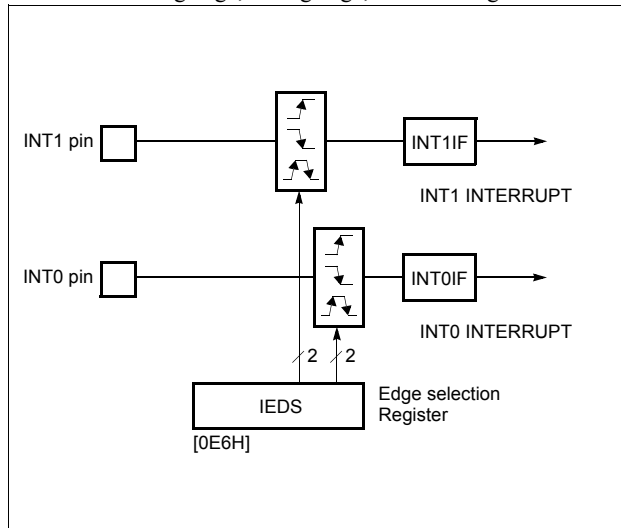 INT1 pin
INT1IF
INT1 INTERRUPT
INT0 pin
INT0IF
INT0 INTERRUPT
2
2
IEDS
Edge selection
Register
[0E6H]